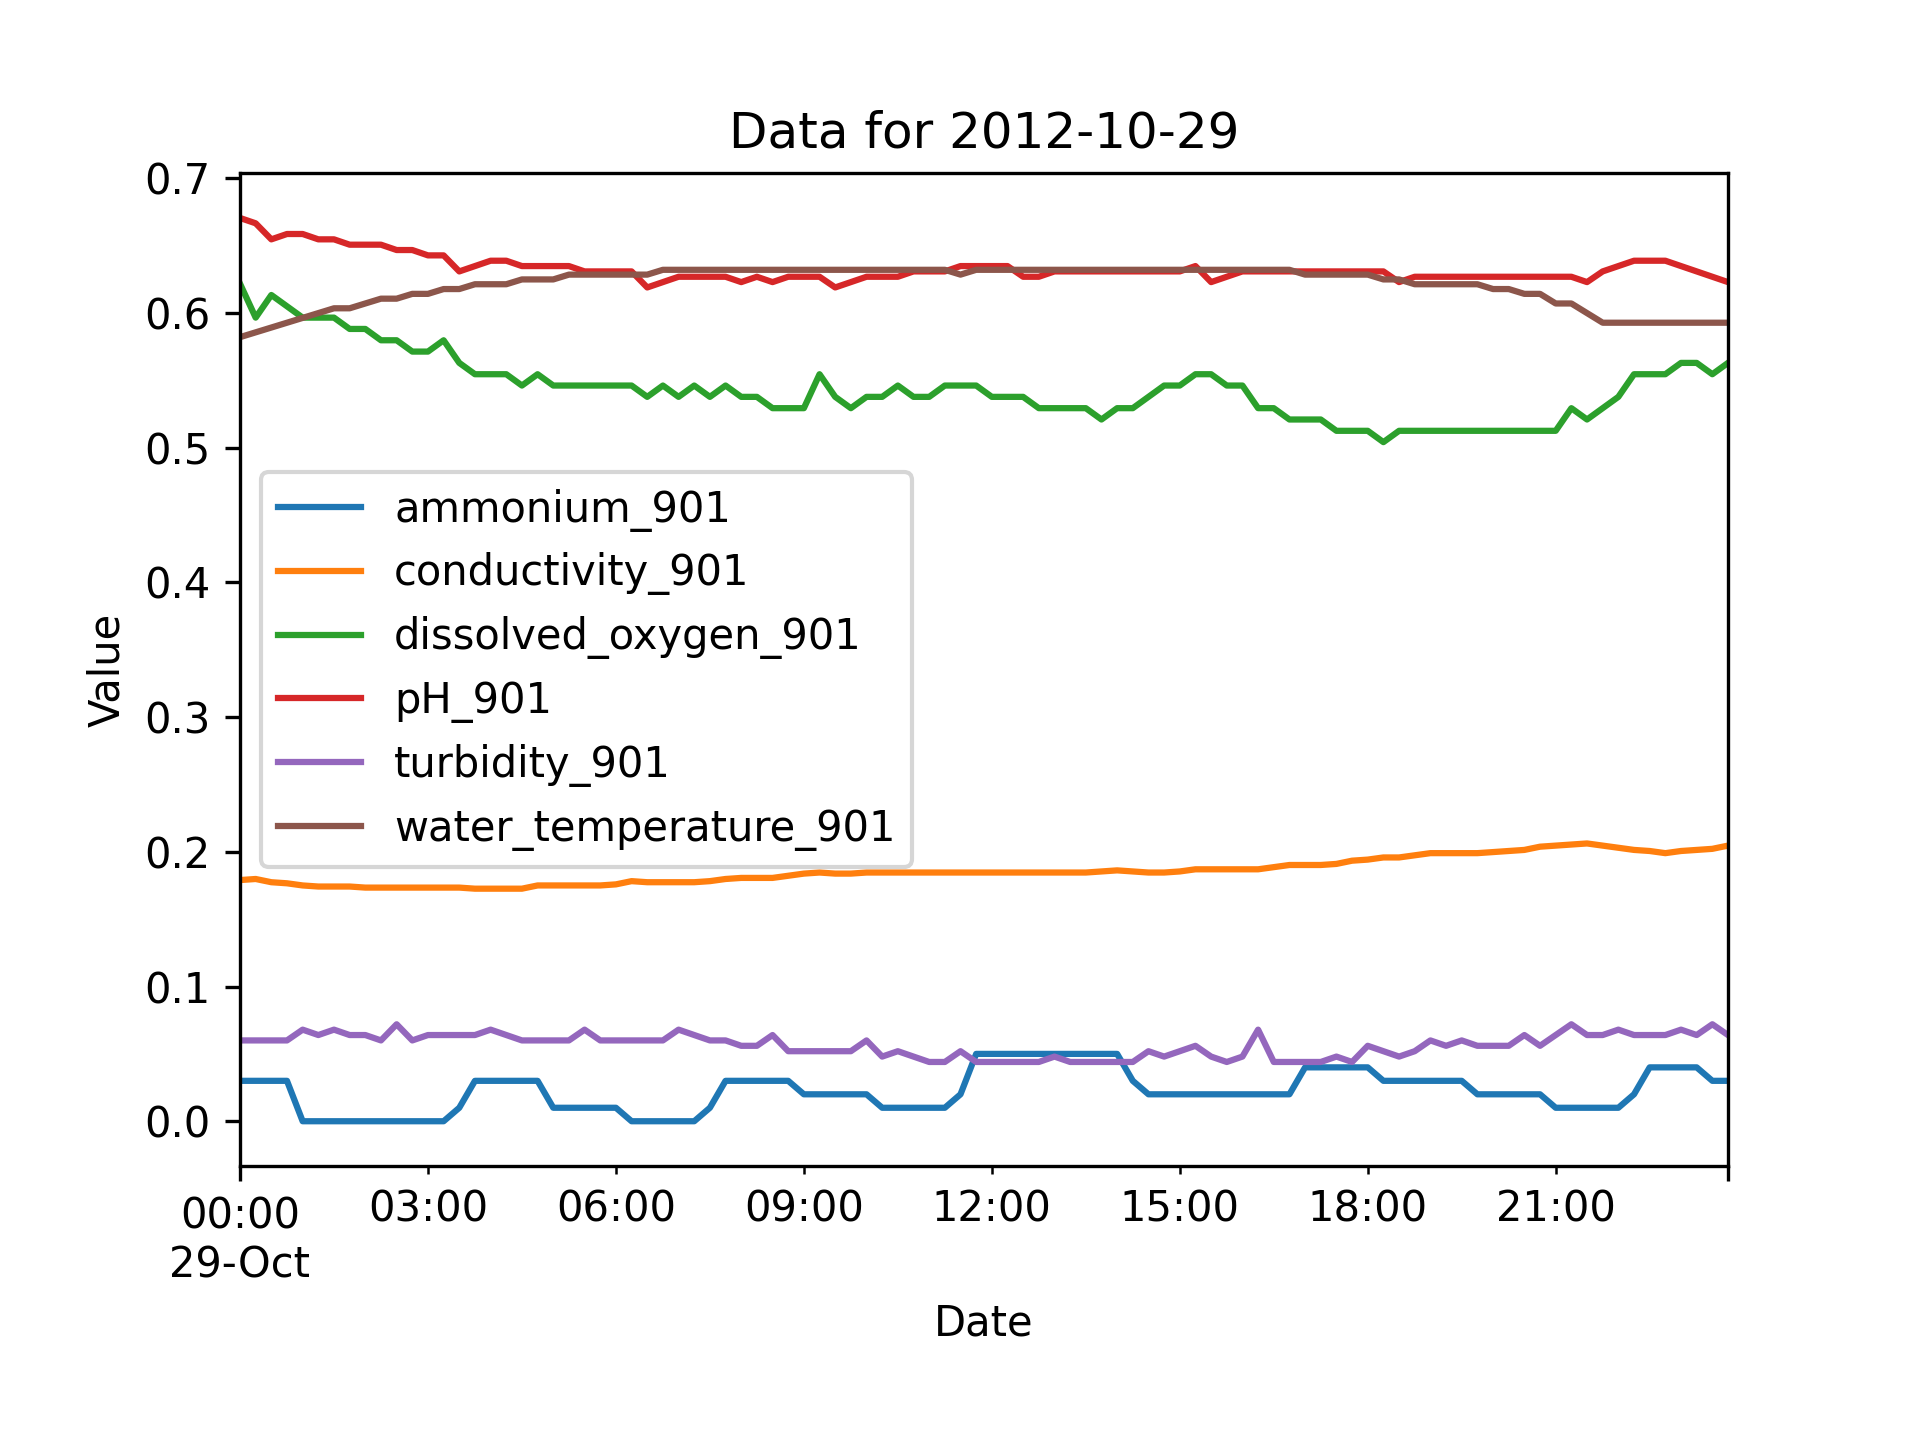 Data for 2012-10-29
0.7
0.6
0.5
0.4
0.3
0.2
0.1
0.0
Value
ammonium_901
conductivity_901
dissolved_oxygen_901
pH_901
turbidity_901
water_temperature_901
00:00 03:00 06:00 09:00 12:00 15:00 18:00 21:00
29-Oct
Date